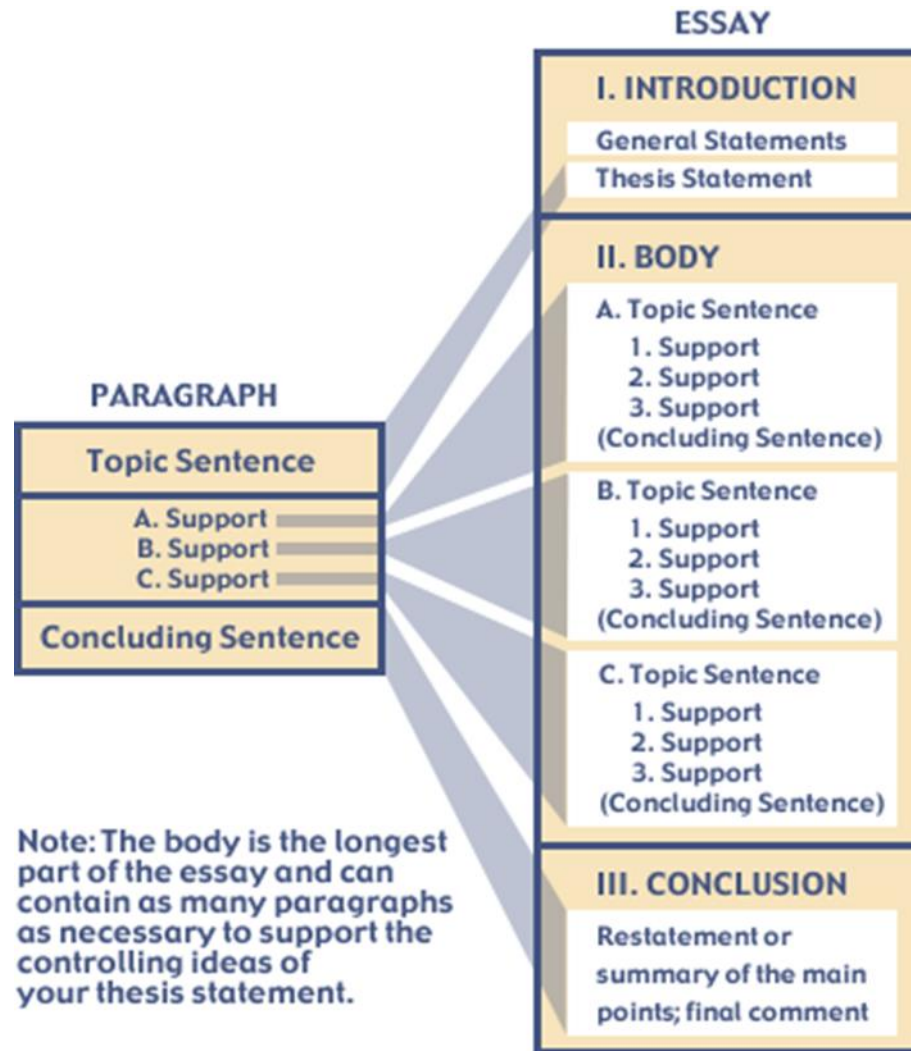 ESSAY
I. INTRODUCTION
General Statements
Thesis Statement
II. BODY
A. Topic Sentence
1. Support
2. Support
3. Support
(Concluding Sentence)
B. Topic Sentence
1. Support
2. Support
3. Support
(Concluding Sentence)
C. Topic Sentence
1. Support
2. Support
3. Support
(Concluding Sentence)
III. CONCLUSION
Restatement or
summary of the main
points; final comment
PARAGRAPH
Topic Sentence
A. Support
B. Support
C. Support
Concluding Sentence
Note: The body is the longest
part of the essay and can
contain as many paragraphs
as necessary to support the
controlling ideas of
your thesis statement.